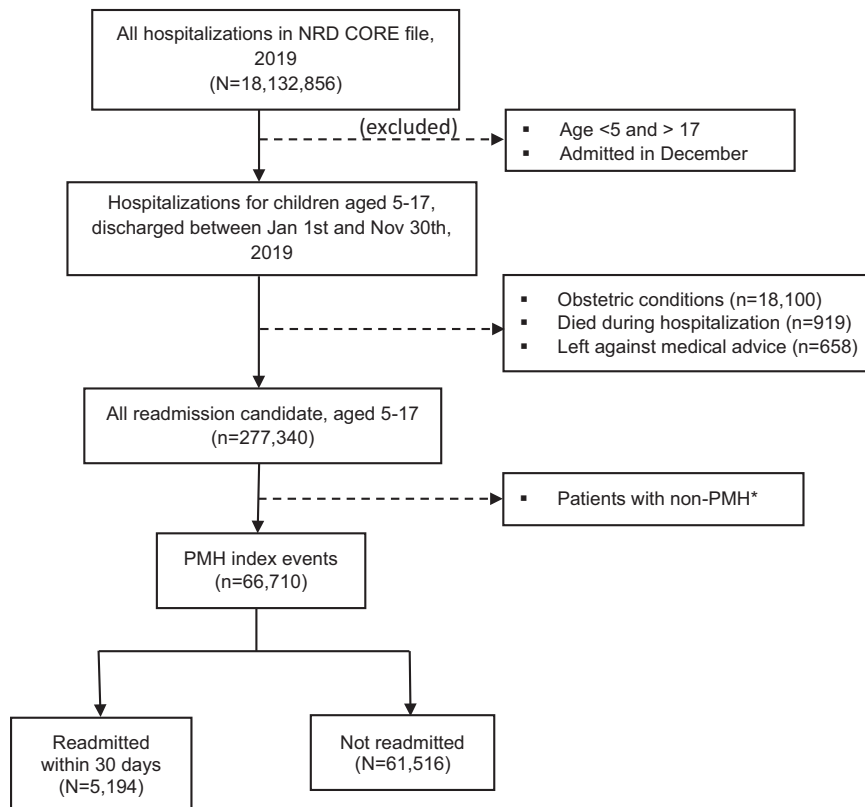 All hospitalizations in NRD CORE file,
2019
(N=18,132,856)
(excluded)
▪ Age <5 and > 17
▪ Admitted in December
Hospitalizations for children aged 5-17,
discharged between Jan 1st and Nov 30th,
2019
▪ Obstetric conditions (n=18,100)
▪ Died during hospitalization (n=919)
▪ Left against medical advice (n=658)
All readmission candidate, aged 5-17
(n=277,340)
▪ Patients with non-PMH*
PMH index events
(n=66,710)
Readmitted
within 30 days
(N=5,194)
Not readmitted
(N=61,516)